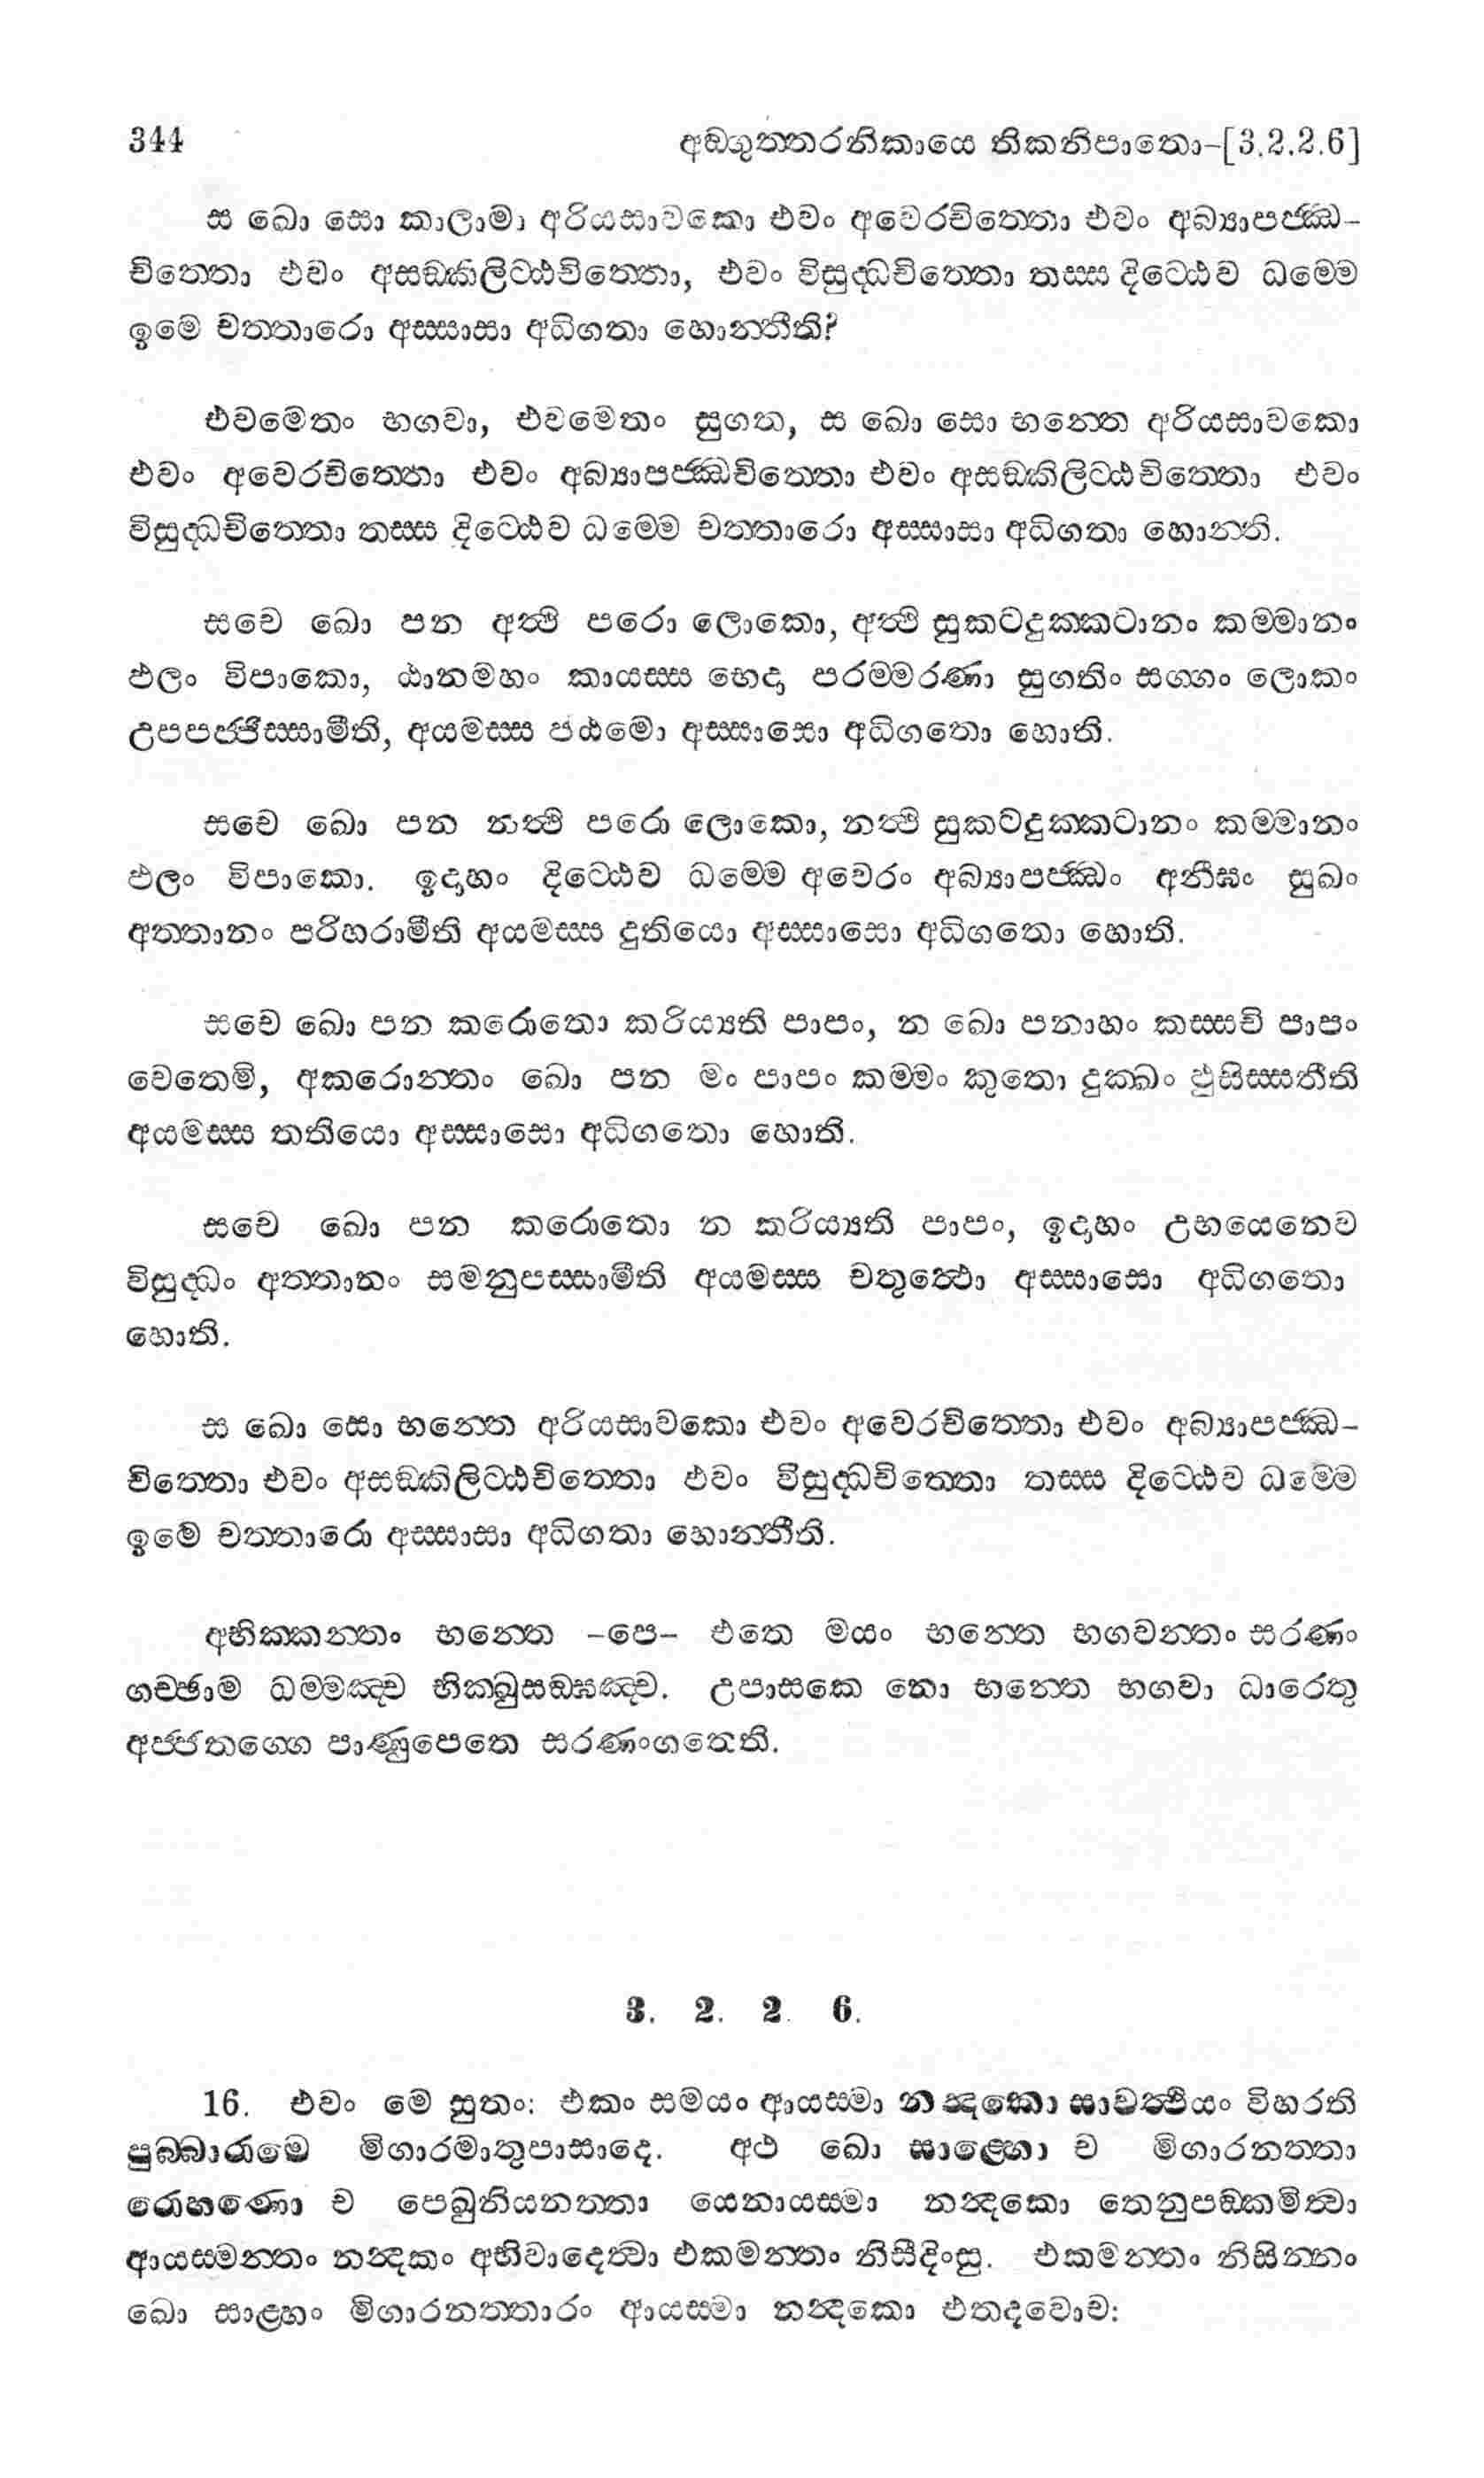 344 අඞගුත්තරනිකායෙ තිකනිපාතො–[3.2.2.6]
ස ඛො සො කාලාමා අරියසාවකො එවං අවෙරචිත්තො එවං අබ්‍යාපජ්ඣ-
චිත්තො එවං අසඞ්කිලිට්ඨචිත්තො, එවං විසුද්ධචිත්තො තස්ස දිට්ඨෙව ධම්මෙ
ඉමෙ චත්තාරො අස්සාසා අධිගතා හොන්තීති?
එවමෙතං භගවා, එවමෙතං සුගත, ස ඛො සො භන්තෙ අරියසාවකො
එවං අවෙරචිත්තො එවං අබ්‍යාපජ්ඣචිත්තො එවං අසඞ්කිලිට්ඨචිත්තො එවං
විසුද්ධචිත්තො තස්ස දිට්ඨෙව ධම්මෙ චත්තාරො අස්සාසා අධිගතා හොන්ති.
සචෙ ඛො පන අත්ථි පරො ලොකො, අත්ථි සුකටදුක්කටානං කම්මානං
ඵලං විපාකො, ඨානමහං කායස්ස භෙදා පරම්මරණා සුගතිං සග්ගං ලොකං
උපපජ්ජිස්සාමීති, අයමස්ස පඨමො අස්සාසො අධිගතො හොති.
සචෙ ඛො පන නත්ථි පරො ලොකො, නත්ථි සුකටදුක්කටානං කම්මානං
ඵලං විපාකො. ඉදාහං දිට්ඨෙව ධම්මෙ අවෙරං අබ්‍යාපජ්ඣං අනීඝං සුඛං
අත්තානං පරිහරාමීති අයමස්ස දුතියො අස්සාසො අධිගතො හොති.
සචෙ ඛො පන කරොතො කරිය්‍යති පාපං, න ඛො පනාහං කස්සචි පාපං
චෙතෙමි, අකරොන්තං ඛො පන මං පාපං කම්මං කුතො දුක්ඛං ඵුසිස්සතීති
අයමස්ස තතියො අස්සාසො අධිගතො හොති.
සචෙ ඛො පන කරොතො න කරිය්‍යති පාපං, ඉදාහං උභයෙනෙව
විසුද්ධං අත්තානං සමනුපස්සාමීති අයමස්ස චතුත්ථො අස්සාසො අධිගතො
හොති.
ස ඛො සො භන්තෙ අරියසාවකො එවං අවෙරචිත්තො එවං අබ්‍යාපජ්ඣ-
චිත්තො එවං අසඞ්කිලිට්ඨචිත්තො එවං විසුද්ධචිත්තො තස්ස දිට්ඨෙව ධම්මෙ
ඉමෙ චත්තාරො අස්සාසා අධිගතා හොන්තීති.
අභික්කන්තං භන්තෙ –පෙ– එතෙ මයං භන්තෙ භගවන්තං සරණං
ගච්ඡාම ධම්මඤ්ච භික්ඛුසඞ්ඝඤ්ච. උපාසකෙ නො භන්තෙ භගවා ධාරෙතු
අජ්ජතග්ගෙ පාණුපෙතෙ සරණංගතෙති.
3. 2. 2. 6.
16. එවං මෙ සුතං: එකං සමයං ආයස්මා නන්දකො සාවත්ථියං විහරති
පුබ්බාරාමෙ මිගාරමාතුපාසාදෙ. අථ ඛො සාළ්හො ච මිගාරනත්තා
රොහණො ච පෙඛුනියනත්තා යෙනායස්මා නන්දකො තෙනුපසඞ්කමිත්වා
ආයස්මන්තං නන්දකං අභිවාදෙත්වා එකමන්තං නිසීදිංසු. එකමන්තං නිසින්නං
ඛො සාළ්හං මිගාරනත්තාරං ආයස්මා නන්දකො එතදවොච: